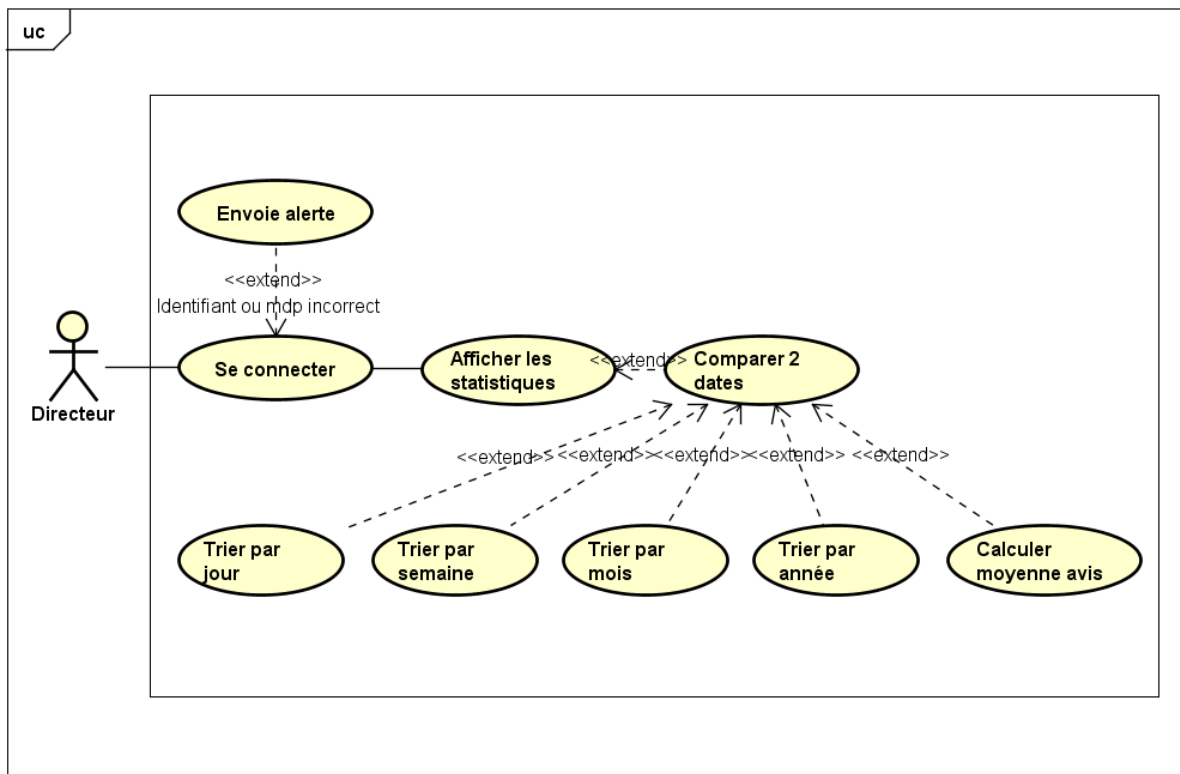 uc
Envoie alerte
<<extend>>
Identifiant ou mdp incorrect
Directeur
Se connecter
Afficher les
statistiques
<<extend>>
Comparer 2
dates
<<extend>>
<<extend>>
<<extend>>
<<extend>>
<<extend>>
Trier par
jour
Trier par
semaine
Trier par
mois
Trier par
année
Calculer
moyenne avis